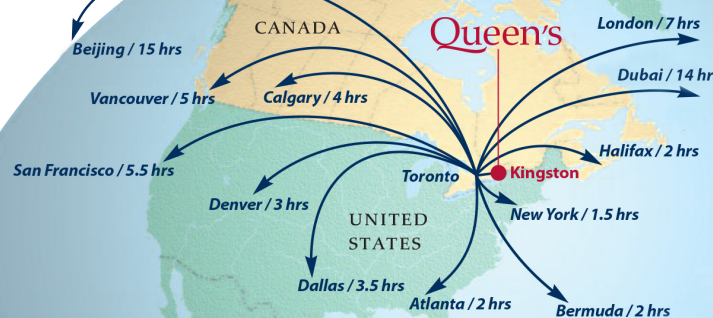 CANADA
Queen's
London / 7 hrs
Beijing / 15 hrs
Dubai / 14 hr
Vancouver / 5 hrs
Calgary / 4 hrs
Halifax / 2 hrs
San Francisco / 5.5 hrs
Toronto
Kingston
Denver / 3 hrs
New York / 1.5 hrs
UNITED
STATES
Dallas / 3.5 hrs
Atlanta / 2 hrs
Bermuda / 2 hrs